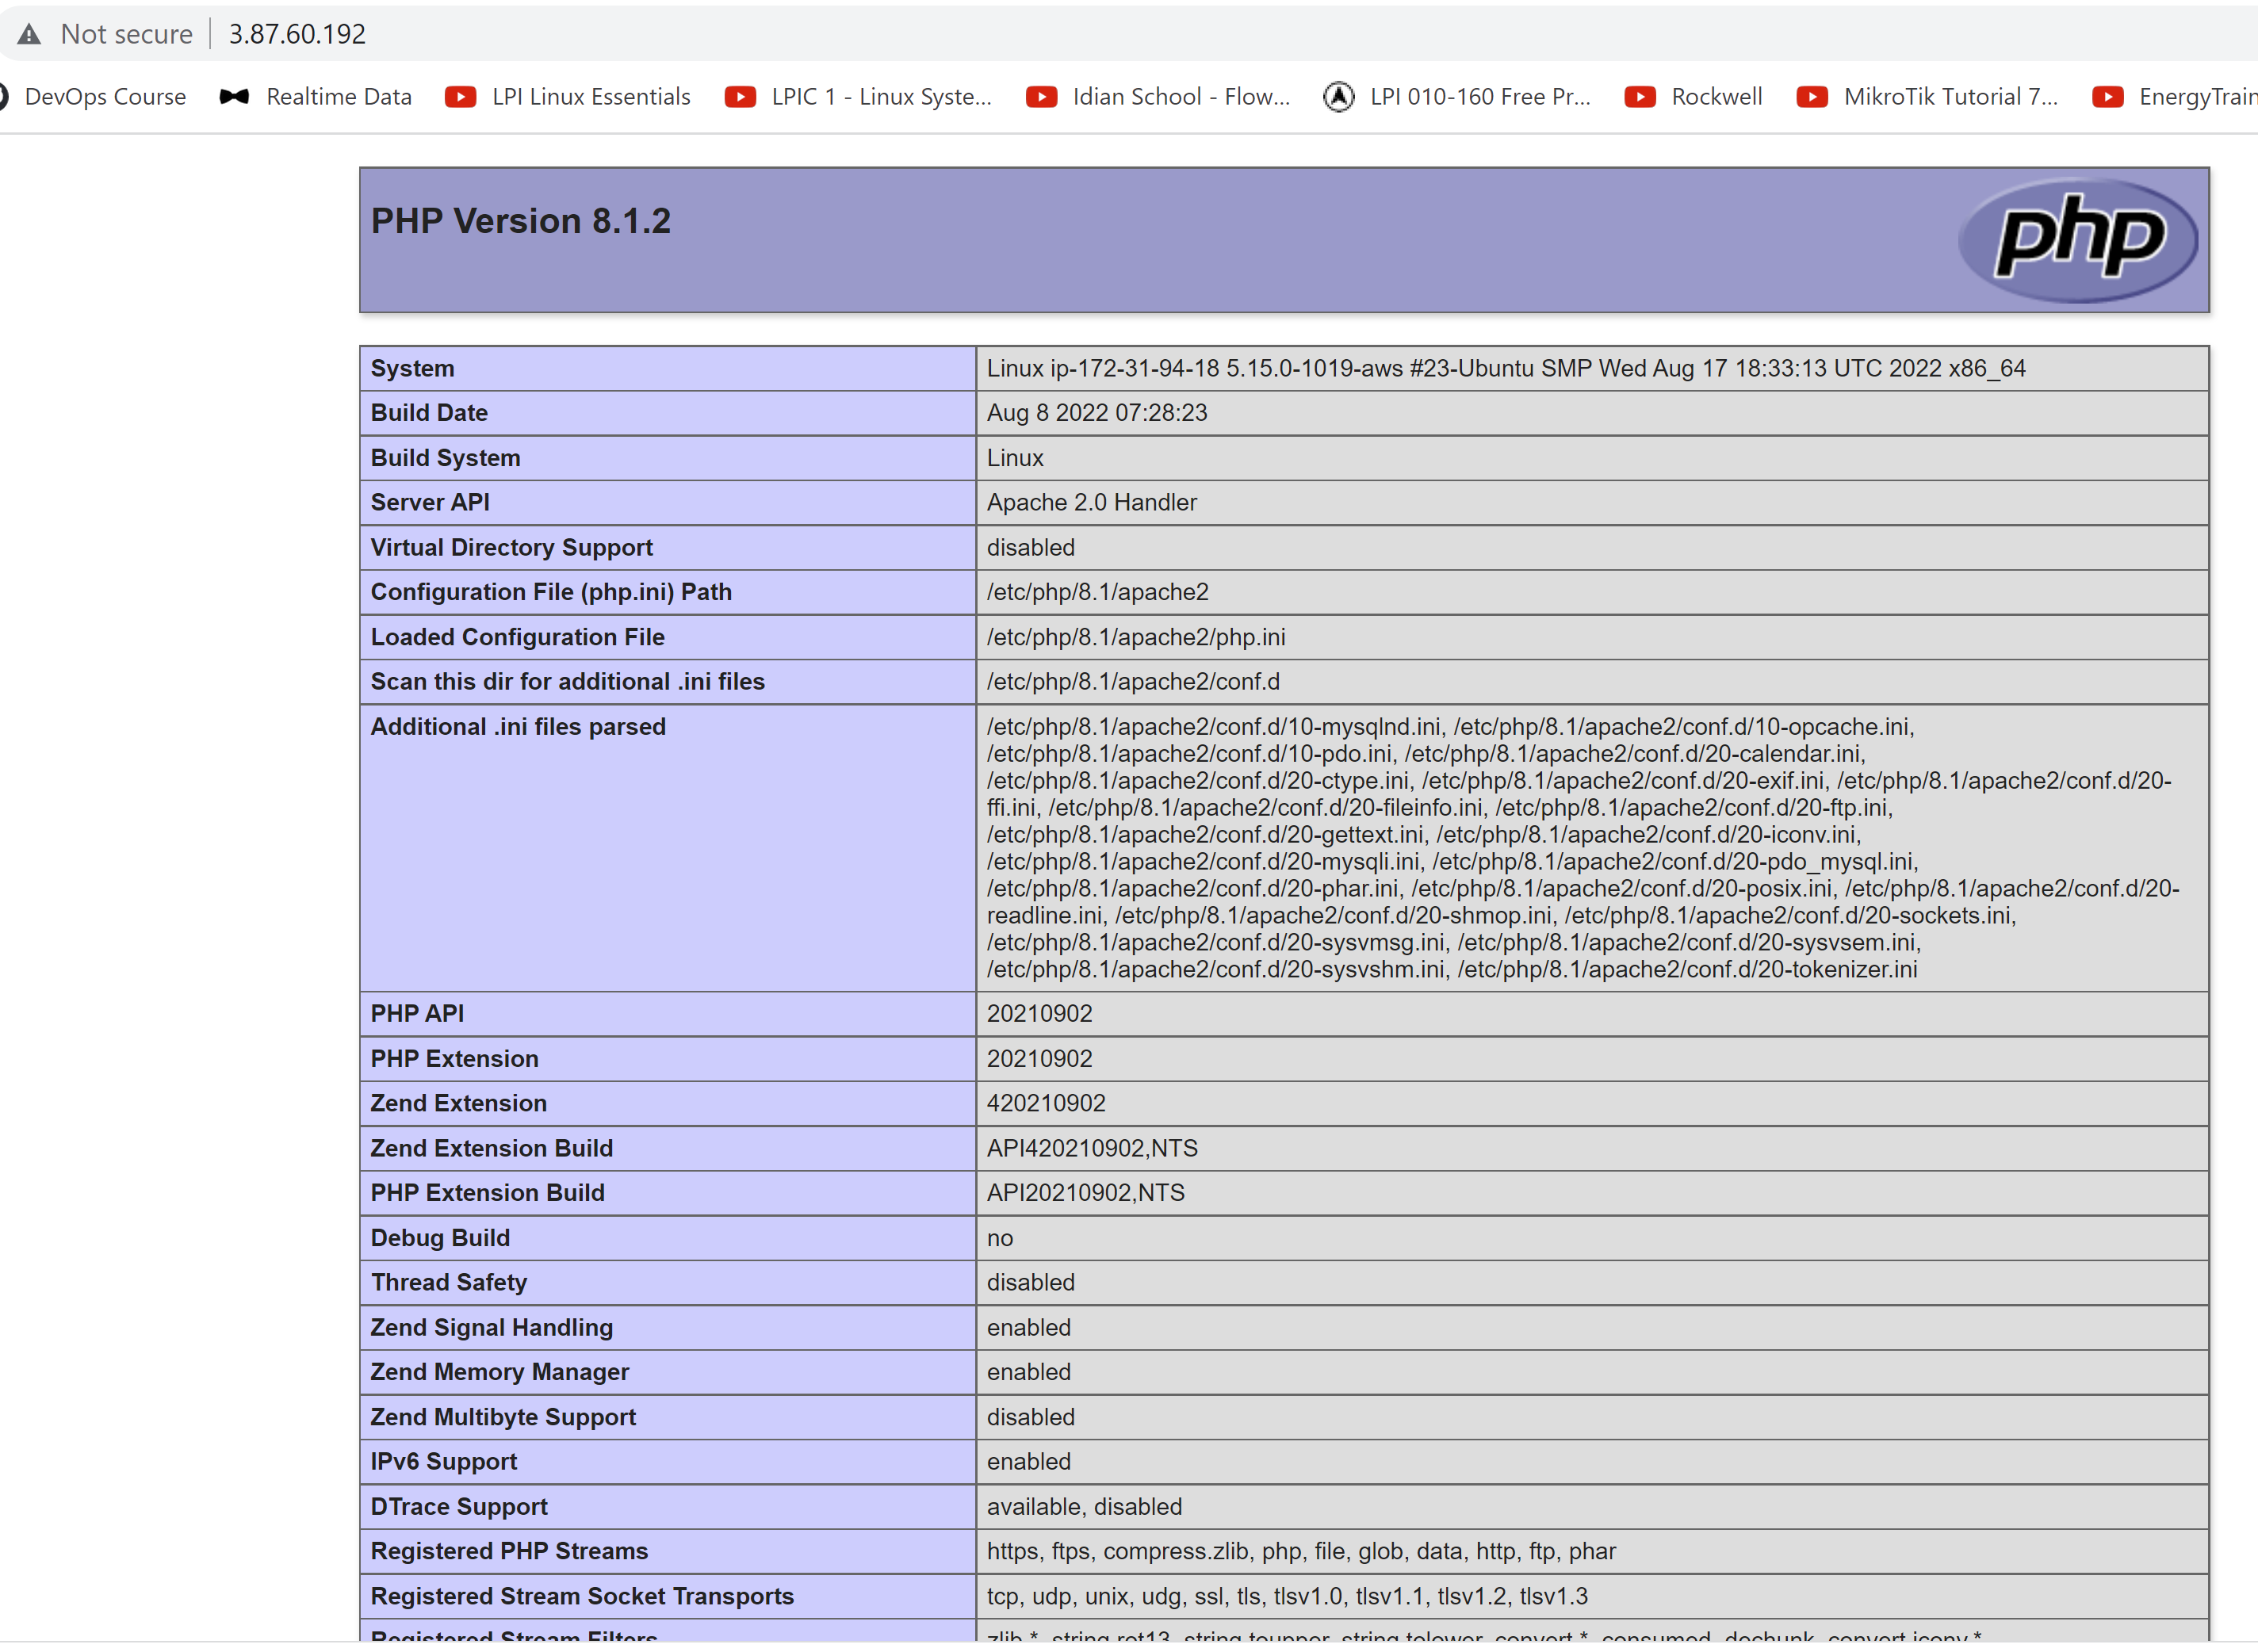 Not secure 3.87.60.192
DevOps Course Realtime Data LPI Linux Essentials LPIC 1 - Linux Syste... Idian School - Flow... LPI 010-160 Free Pr... Rockwell MikroTik Tutorial 7... EnergyTrain
PHP Version 8.1.2
php
System Linux ip-172-31-94-18 5.15.0-1019-aws #23-Ubuntu SMP Wed Aug 17 18:33:13 UTC 2022 x86_64
Build Date Aug 8 2022 07:28:23
Build System Linux
Server API Apache 2.0 Handler
Virtual Directory Support disabled
Configuration File (php.ini) Path /etc/php/8.1/apache2
Loaded Configuration File /etc/php/8.1/apache2/php.ini
Scan this dir for additional .ini files /etc/php/8.1/apache2/conf.d
Additional .ini files parsed /etc/php/8.1/apache2/conf.d/10-mysqlnd.ini, /etc/php/8.1/apache2/conf.d/10-opcache.ini,
/etc/php/8.1/apache2/conf.d/10-pdo.ini, /etc/php/8.1/apache2/conf.d/20-calendar.ini,
/etc/php/8.1/apache2/conf.d/20-ctype.ini, /etc/php/8.1/apache2/conf.d/20-exif.ini, /etc/php/8.1/apache2/conf.d/20-
ffi.ini, /etc/php/8.1/apache2/conf.d/20-fileinfo.ini, /etc/php/8.1/apache2/conf.d/20-ftp.ini,
/etc/php/8.1/apache2/conf.d/20-gettext.ini, /etc/php/8.1/apache2/conf.d/20-iconv.ini,
/etc/php/8.1/apache2/conf.d/20-mysqli.ini, /etc/php/8.1/apache2/conf.d/20-pdo_mysql.ini,
/etc/php/8.1/apache2/conf.d/20-phar.ini, /etc/php/8.1/apache2/conf.d/20-posix.ini, /etc/php/8.1/apache2/conf.d/20-
readline.ini, /etc/php/8.1/apache2/conf.d/20-shmop.ini, /etc/php/8.1/apache2/conf.d/20-sockets.ini,
/etc/php/8.1/apache2/conf.d/20-sysvmsg.ini, /etc/php/8.1/apache2/conf.d/20-sysvsem.ini,
/etc/php/8.1/apache2/conf.d/20-sysvshm.ini, /etc/php/8.1/apache2/conf.d/20-tokenizer.ini
PHP API 20210902
PHP Extension 20210902
Zend Extension 420210902
Zend Extension Build API420210902,NTS
PHP Extension Build API20210902,NTS
Debug Build no
Thread Safety disabled
Zend Signal Handling enabled
Zend Memory Manager enabled
Zend Multibyte Support disabled
IPv6 Support enabled
DTrace Support available, disabled
Registered PHP Streams https, ftps, compress.zlib, php, file, glob, data, http, ftp, phar
Registered Stream Socket Transports tcp, udp, unix, udg, ssl, tls, tlsv1.0, tlsv1.1, tlsv1.2, tlsv1.3
Registered Stream Filters zlib.*, string.rot13, string.toupper, string.tolower, convert.*, consumed, dechunk, convert.iconv.*